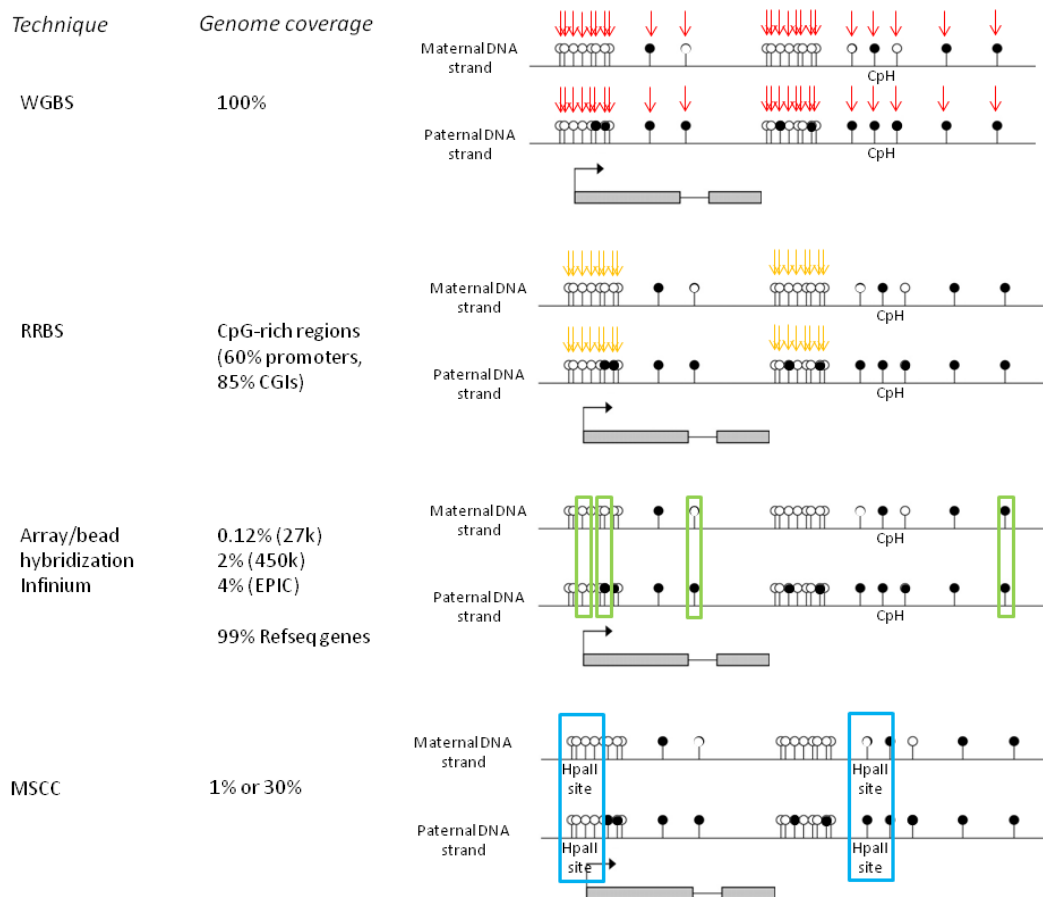 Technique Genome coverage
Maternal DNA
strand
CpH
WGBS 100%
Paternal DNA
strand
CpH
Maternal DNA
strand
CpH
RRBS CpG-rich regions
(60% promoters,
85% CGIs)
Paternal DNA
strand
CpH
Maternal DNA
strand
CpH
Array/bead 0.12% (27k)
hybridization 2% (450k)
Infinium 4% (EPIC)
99% Refseq genes
Paternal DNA
strand
CpH
Maternal DNA
strand
HpaII
site
HpaII
site
MSCC 1% or 30%
Paternal DNA
strand
HpaII
site
HpaII
site